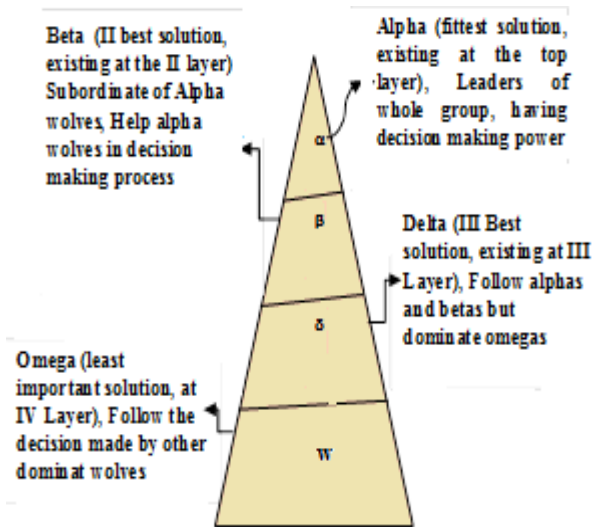 Beta (II best solution,
existing at the II layer)
Subordinate of Alpha
wolves, Help alpha
wolves in decision
making process
Alpha (fittest solution,
existing at the top
layer), Leaders of
whole group, having
decision making power
α
β
Delta (III Best
solution, existing at III
Layer), Follow alphas
and betas but
dominate omegas
δ
Omega (least
important solution, at
IV Layer), Follow the
decision made by other
dominat wolves
W